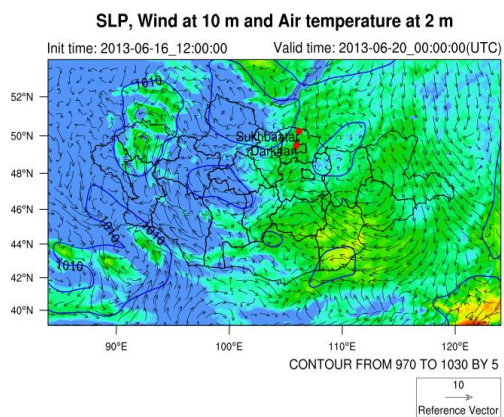 SLP, Wind at 10 m and Air temperature at 2 m
Init time: 2013-06-16_12:00:00 Valid time: 2013-06-20_00:00:00(UTC)
1010
52°N
50°N
Sukhbaatar
Darkhan
48°N
46°N
1010
1010
44°N
1010
42°N
40°N
90°E 100°E 110°E 120°E
CONTOUR FROM 970 TO 1030 BY 5
10
Reference Vector